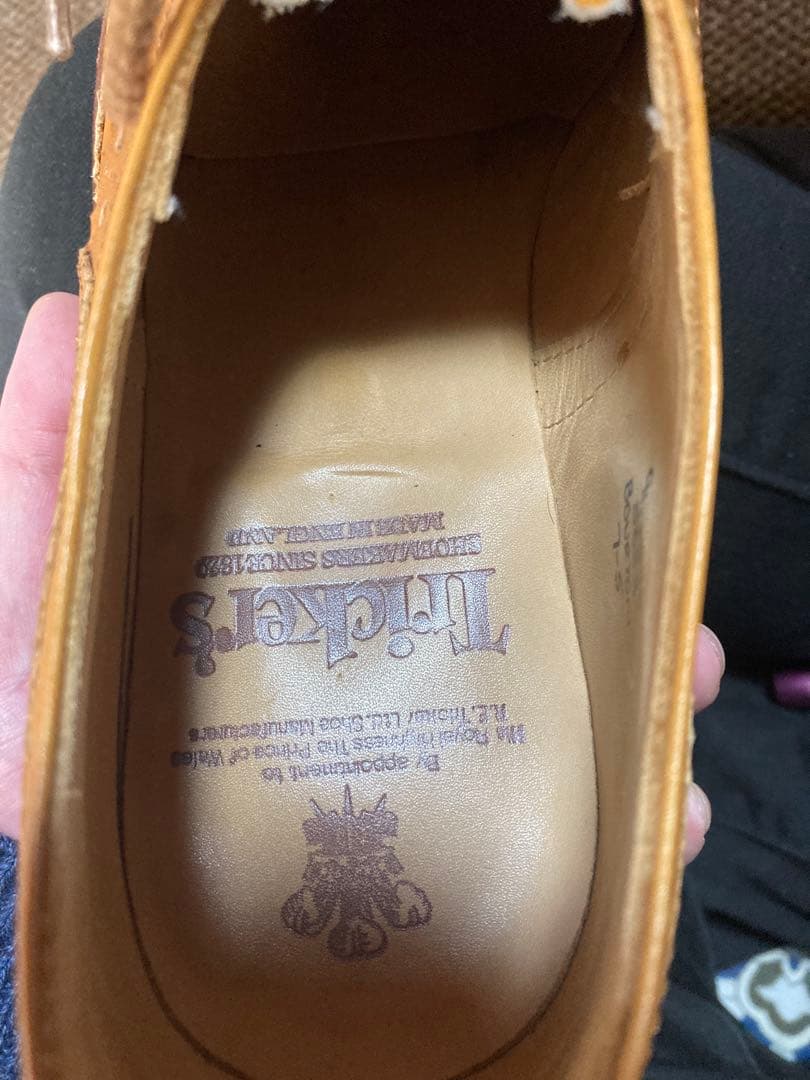 By appointment to
His Royal Highness The Prince of Wales
R.E. Tricker Ltd. Shoe Manufacturers
Tricker's
SHOEMAKERS SINCE 1829
MADE IN ENGLAND